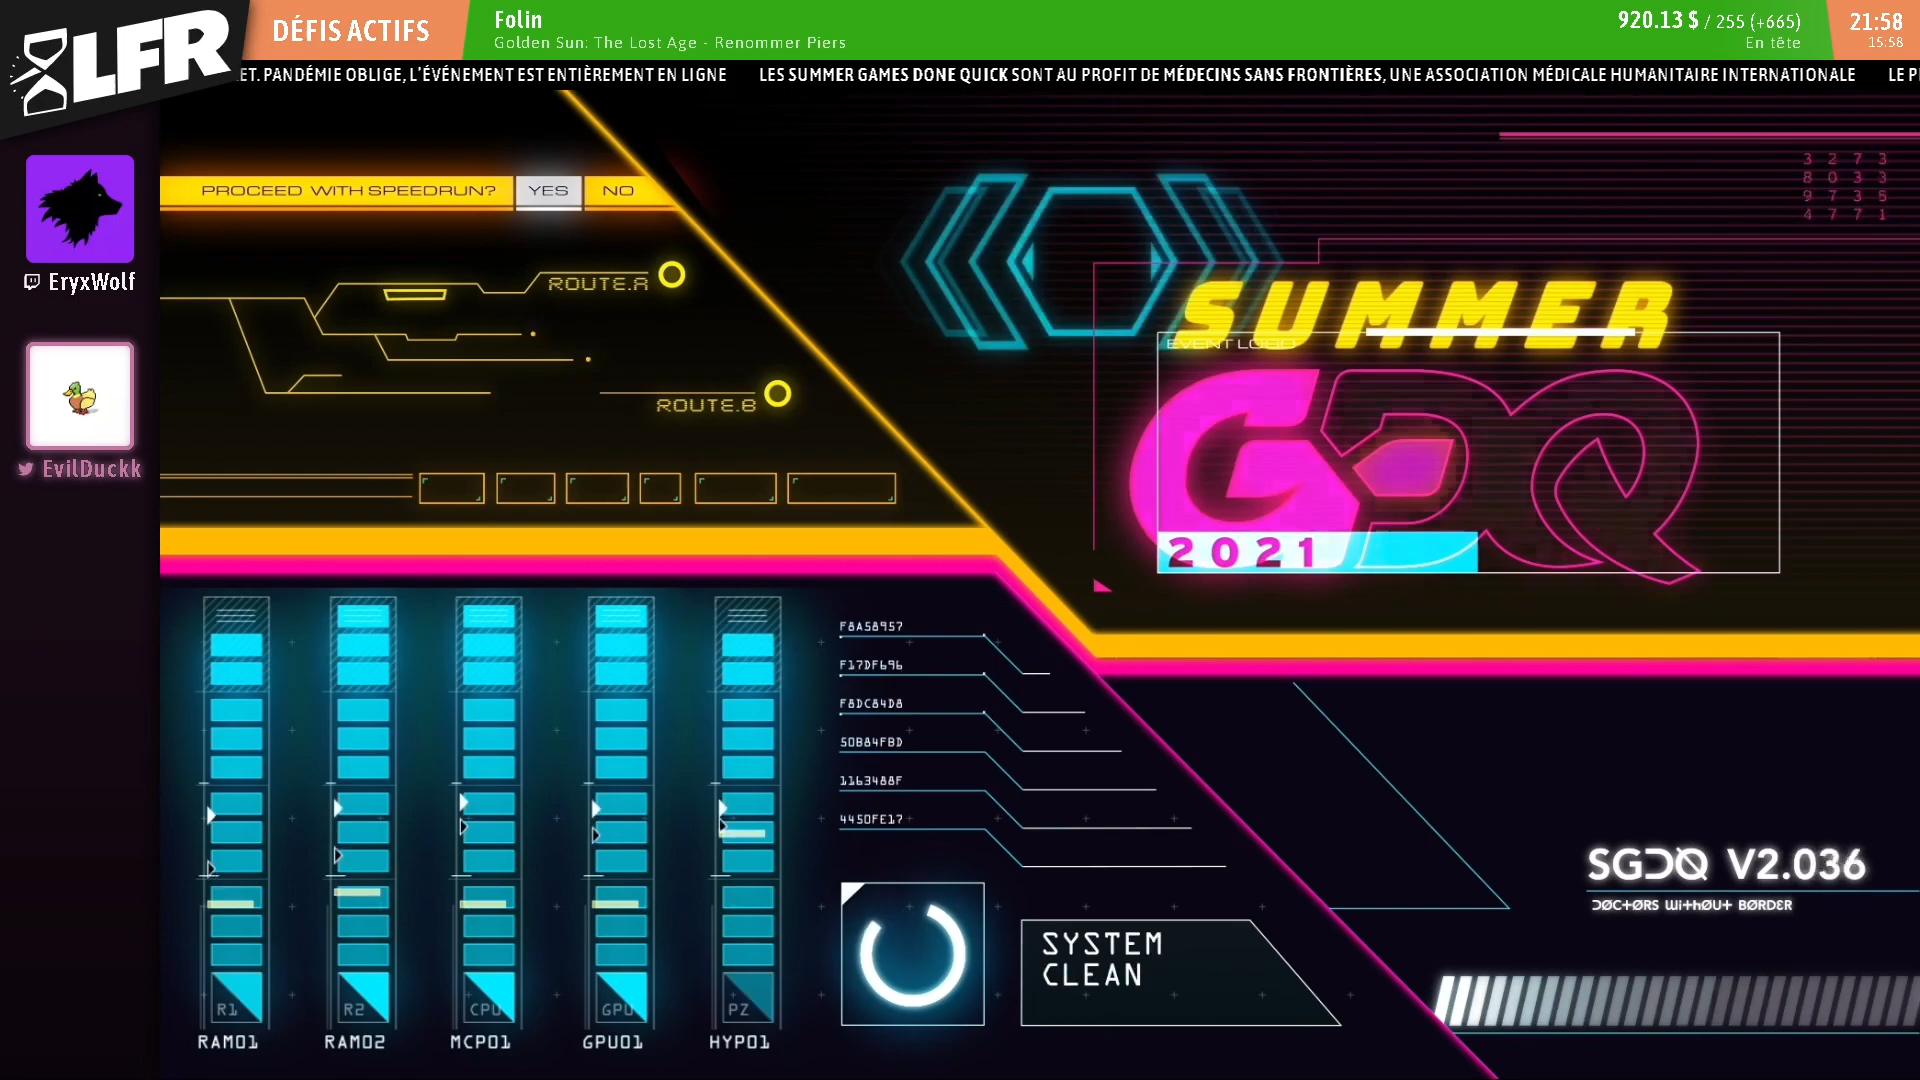 LFR
DÉFIS ACTIFS
Folin
Golden Sun: The Lost Age - Renommer Piers
920.13 $ / 255 (+665)
En tête
21:58
15:58
ET. PANDÉMIE OBLIGE, L'ÉVÉNEMENT EST ENTIÈREMENT EN LIGNE LES SUMMER GAMES DONE QUICK SONT AU PROFIT DE MÉDECINS SANS FRONTIÈRES, UNE ASSOCIATION MÉDICALE HUMANITAIRE INTERNATIONALE LE P
EryxWolf
EvilDuckk
PROCEED WITH SPEEDRUN? YES NO
ROUTE.A
ROUTE.B
3 2 7 3
8 0 3 3
9 7 3 5
4 7 7 1
SUMMER
EVENT LOGO
GDQ
2021
F8A58957
F17DF696
F8DC84D8
50B84FBD
1163488F
4450FE17
R1 R2 CPU GPU PZ
RAM01 RAM02 MCP01 GPU01 HYP01
SYSTEM
CLEAN
SGDQ V2.036
DOCTORS WITHOUT BORDER